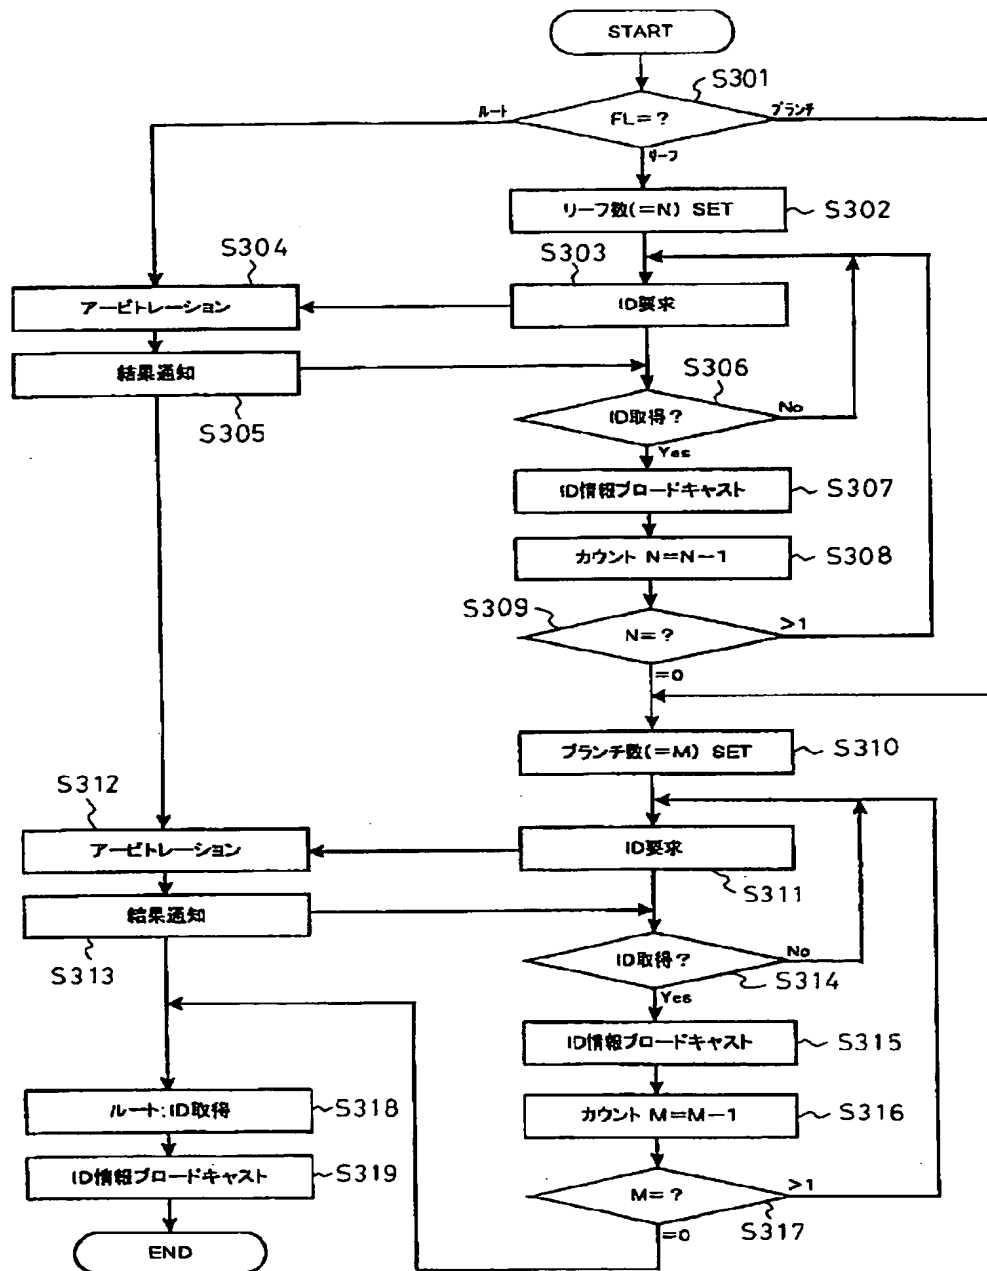 START
S301
ルート
FL=?
ブランチ
リーフ
リーフ数(=N) SET
S302
S304
S303
アービトレーション
ID要求
結果通知
S305
S306
ID取得?
No
Yes
ID情報ブロードキャスト
S307
カウント N=N-1
S308
S309
N=?
>1
=0
ブランチ数(=M) SET
S310
S312
アービトレーション
ID要求
S311
結果通知
S313
ID取得?
No
S314
Yes
ID情報ブロードキャスト
S315
カウント M=M-1
S316
ルート:ID取得
S318
ID情報ブロードキャスト
S319
M=?
>1
S317
=0
END